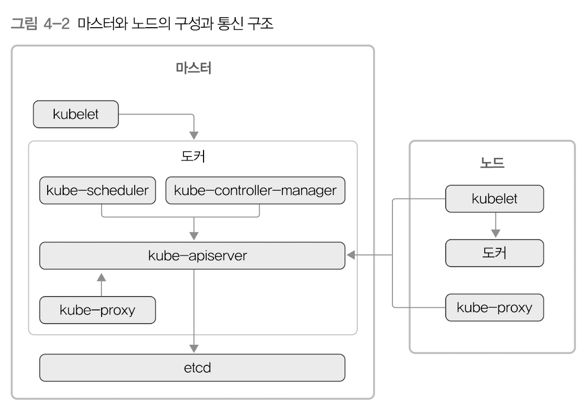 그림 4-2 마스터와 노드의 구성과 통신 구조
마스터
kubelet
도커
kube-scheduler
kube-controller-manager
kube-apiserver
kube-proxy
etcd
노드
kubelet
도커
kube-proxy